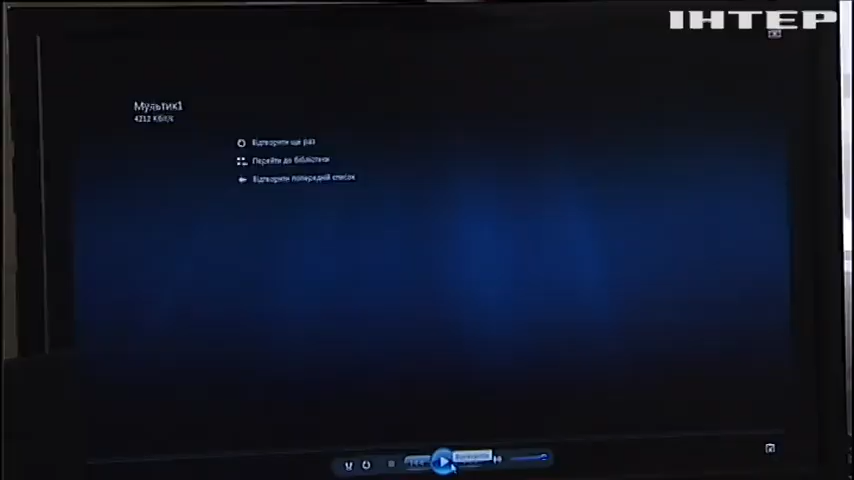 ІНТЕР
Мультик1
4212 Кбіт/с
Відтворити ще раз
Перейти до бібліотеки
Відтворити попередній список